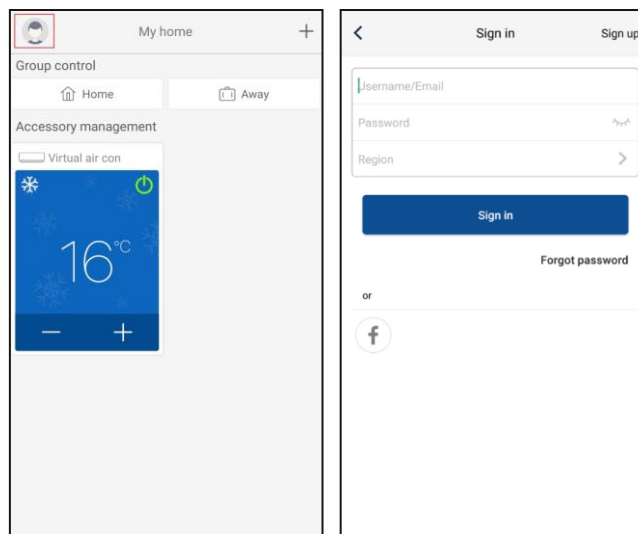 My home
Group control
Home
Away
Accessory management
Virtual air con
16°C
Sign in
Sign up
Username/Email
Password
Region
Sign in
Forgot password
or
f